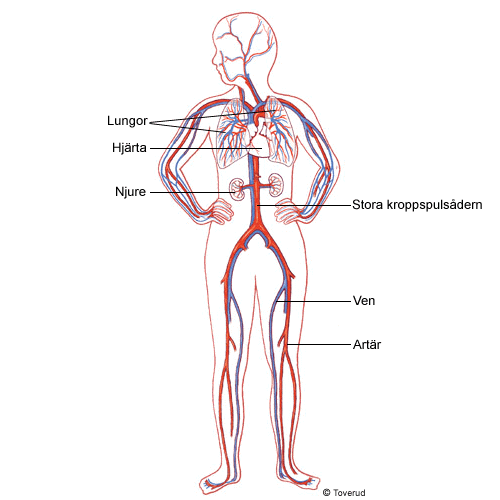 Lungor
Hjärta
Njure
Stora kroppspulsådern
Ven
Artär
© Toverud